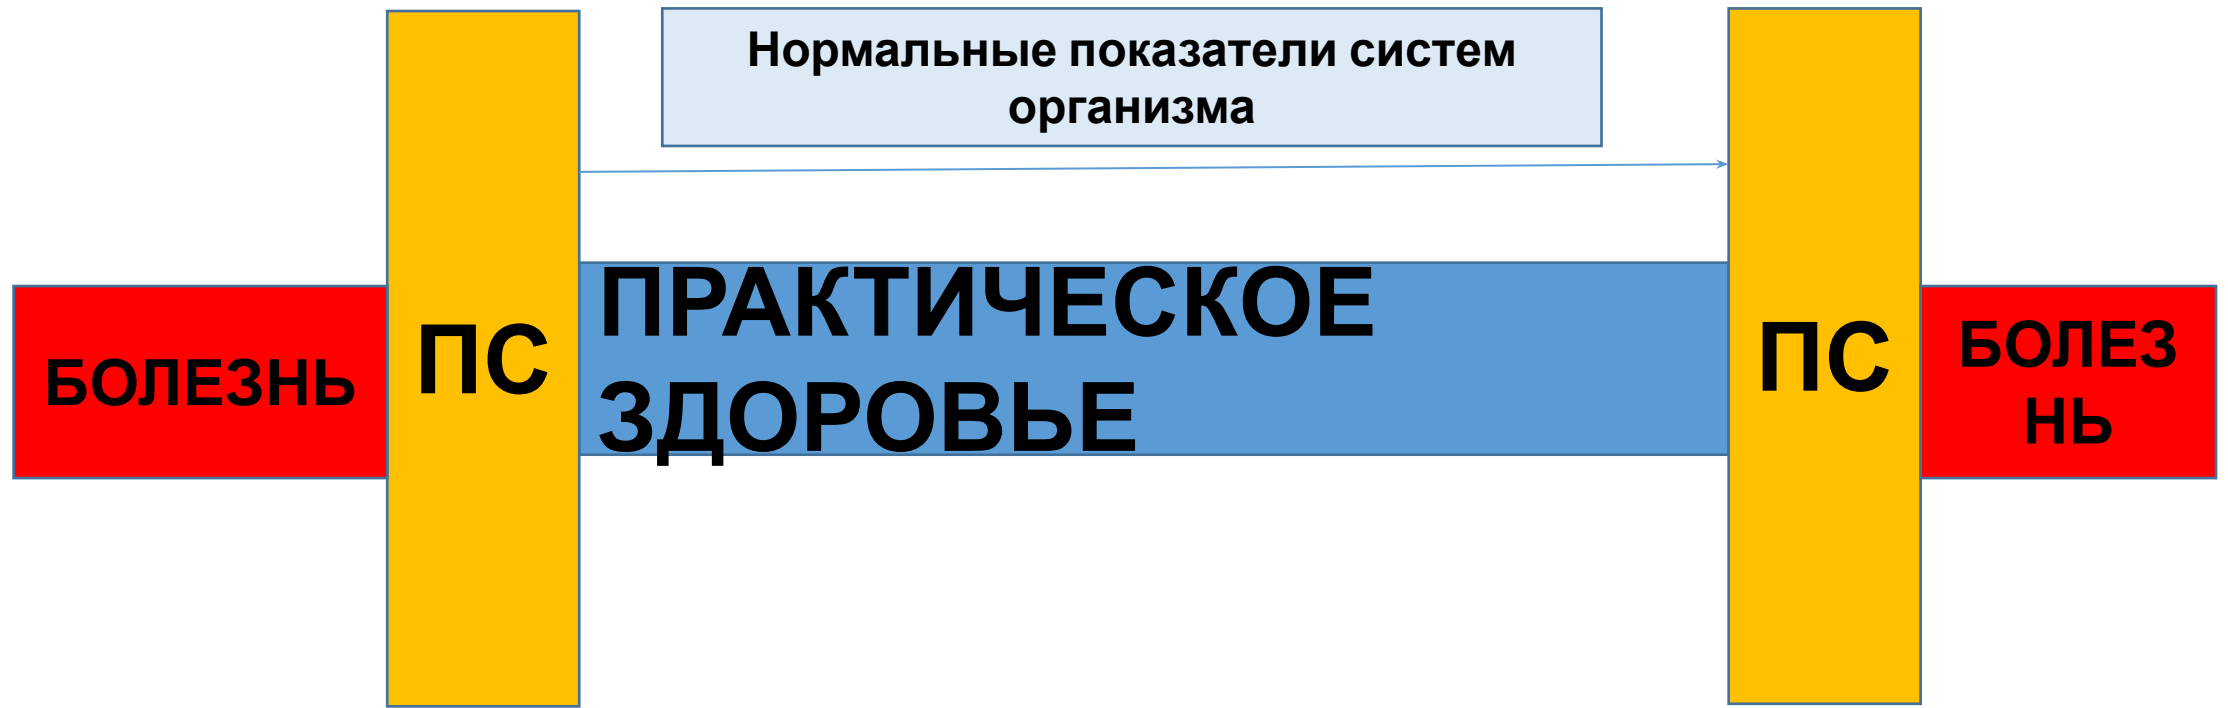 Нормальные показатели систем
организма
БОЛЕЗНЬ
ПС
ПРАКТИЧЕСКОЕ
ЗДОРОВЬЕ
ПС
БОЛЕЗ
НЬ